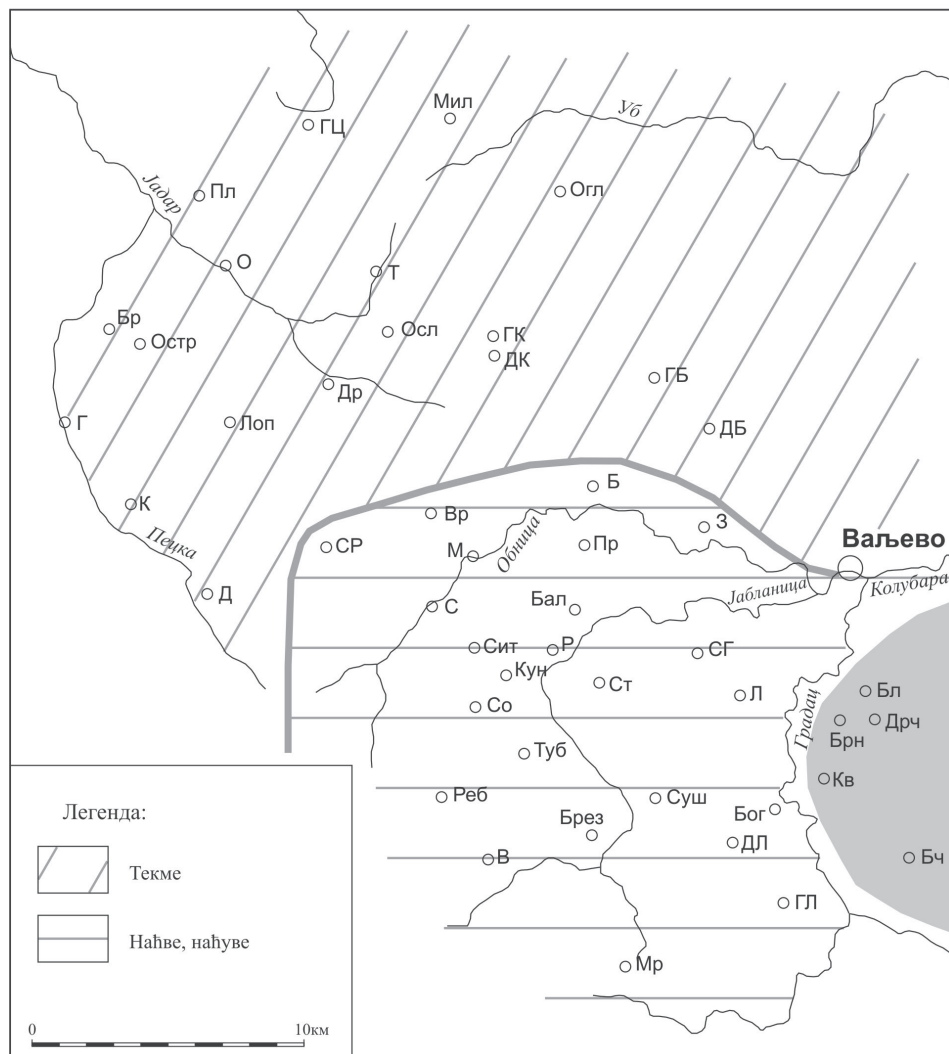 Мил
Уб
ГЦ
Јадар
Пл
Огл
О
Т
Бр
Остр
Осл
ГК
ДК
Др
ГБ
Г
Лоп
ДБ
К
Б
Вр
З
Пецка
СР
М
Обница
Пр
Ваљево
Д
С
Бал
Јабланица
Колубара
Сит
Р
СГ
Кун
Ст
Л
Бл
Со
Градац
Брн
Дрч
Туб
Кв
Реб
Суш
Бог
Брез
ДЛ
В
Бч
ГЛ
Мр
Легенда:
Текме
Наћве, наћуве
0
10км